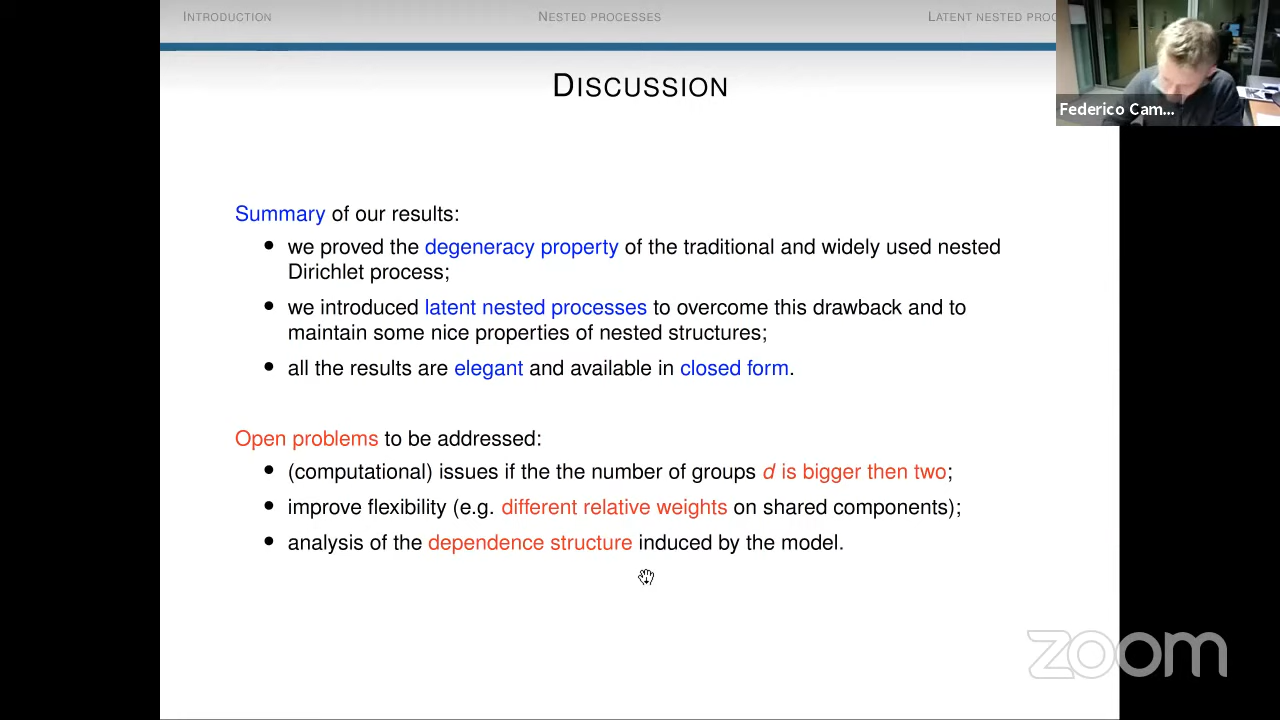 INTRODUCTION
NESTED PROCESSES
LATENT NESTED PROC
Federico Cam...
DISCUSSION
Summary of our results:
• we proved the degeneracy property of the traditional and widely used nested
Dirichlet process;
• we introduced latent nested processes to overcome this drawback and to
maintain some nice properties of nested structures;
• all the results are elegant and available in closed form.
Open problems to be addressed:
• (computational) issues if the the number of groups d is bigger then two;
• improve flexibility (e.g. different relative weights on shared components);
• analysis of the dependence structure induced by the model.
zoom